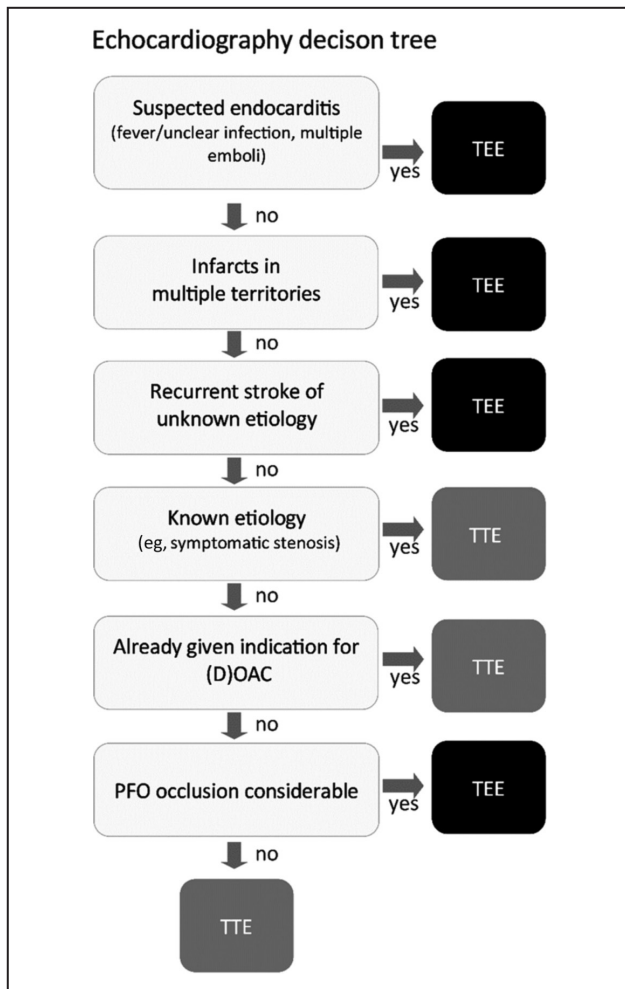 Echocardiography decison tree
Suspected endocarditis
(fever/unclear infection, multiple
emboli)
yes
TEE
no
Infarcts in
multiple territories
yes
TEE
no
Recurrent stroke of
unknown etiology
yes
TEE
no
Known etiology
(eg, symptomatic stenosis)
yes
TTE
no
Already given indication for
(D)OAC
yes
TTE
no
PFO occlusion considerable
yes
TEE
no
TTE